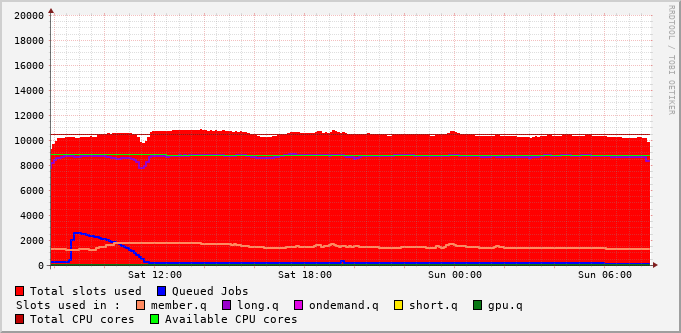 RRDTOOL / TOBI OETIKER
20000
18000
16000
14000
12000
10000
8000
6000
4000
2000
0
Sat 12:00 Sat 18:00 Sun 00:00 Sun 06:00
Total slots used Queued Jobs
Slots used in : member.q long.q ondemand.q short.q gpu.q
Total CPU cores Available CPU cores